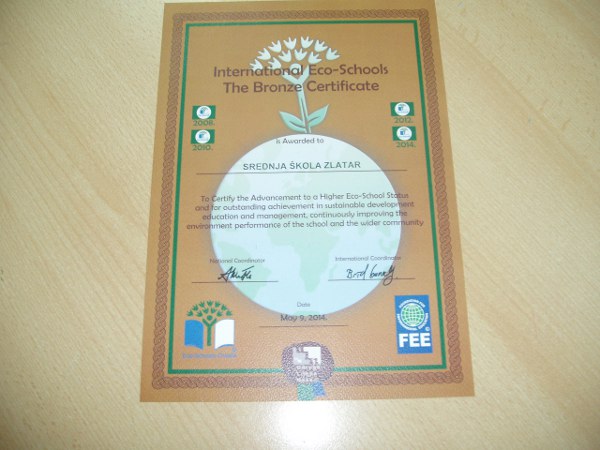 International Eco-Schools
The Bronze Certificate
2008. 2012.
2010. 2014.
is Awarded to
SREDNJA ŠKOLA ZLATAR
To Certify the Advancement to a Higher Eco-School Status
and for outstanding achievement in sustainable development
education and management, continuously improving the
environment performance of the school and the wider community
National Coordinator International Coordinator
Date
May 9, 2014.
FEE